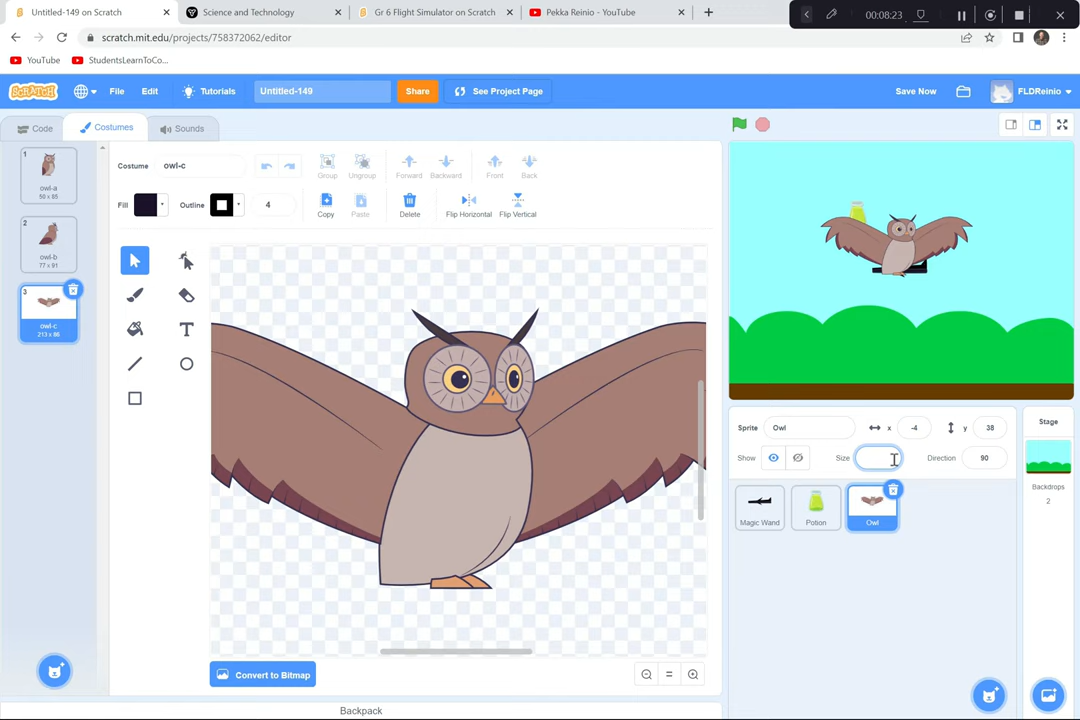 Untitled-149 on Scratch
Science and Technology
Gr 6 Flight Simulator on Scratch
Pekka Reinio - YouTube
00:08:23
scratch.mit.edu/projects/758372062/editor
YouTube
StudentsLearnToCo...
SCRATCH
File
Edit
Tutorials
Untitled-149
Share
See Project Page
Save Now
FLDReinio
Code
Costumes
Sounds
1
owl-a
50 x 85
2
owl-b
77 x 91
3
owl-c
213 x 86
Costume
owl-c
Group
Ungroup
Forward
Backward
Front
Back
Fill
Outline
4
Copy
Paste
Delete
Flip Horizontal
Flip Vertical
T
Convert to Bitmap
Backpack
Sprite
Owl
x
-4
y
38
Show
Size
Direction
90
Magic Wand
Potion
Owl
Stage
Backdrops
2